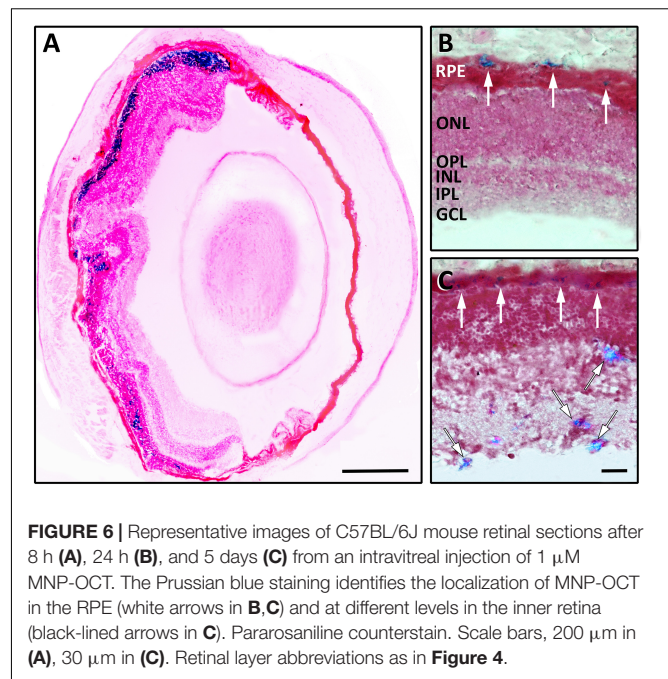 A
B
RPE
ONL
OPL
INL
IPL
GCL
C
FIGURE 6 | Representative images of C57BL/6J mouse retinal sections after
8 h (A), 24 h (B), and 5 days (C) from an intravitreal injection of 1 μM
MNP-OCT. The Prussian blue staining identifies the localization of MNP-OCT
in the RPE (white arrows in B,C) and at different levels in the inner retina
(black-lined arrows in C). Pararosaniline counterstain. Scale bars, 200 μm in
(A), 30 μm in (C). Retinal layer abbreviations as in Figure 4.